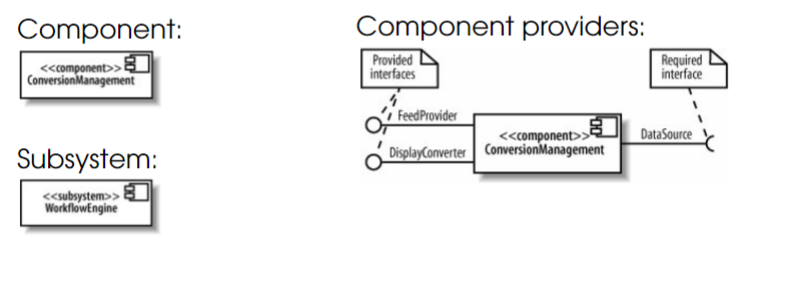 Component:
<<component>>
ConversionManagement
Subsystem:
<<subsystem>>
WorkflowEngine
Component providers:
Provided
interfaces
Required
interface
FeedProvider
DisplayConverter
<<component>>
ConversionManagement
DataSource